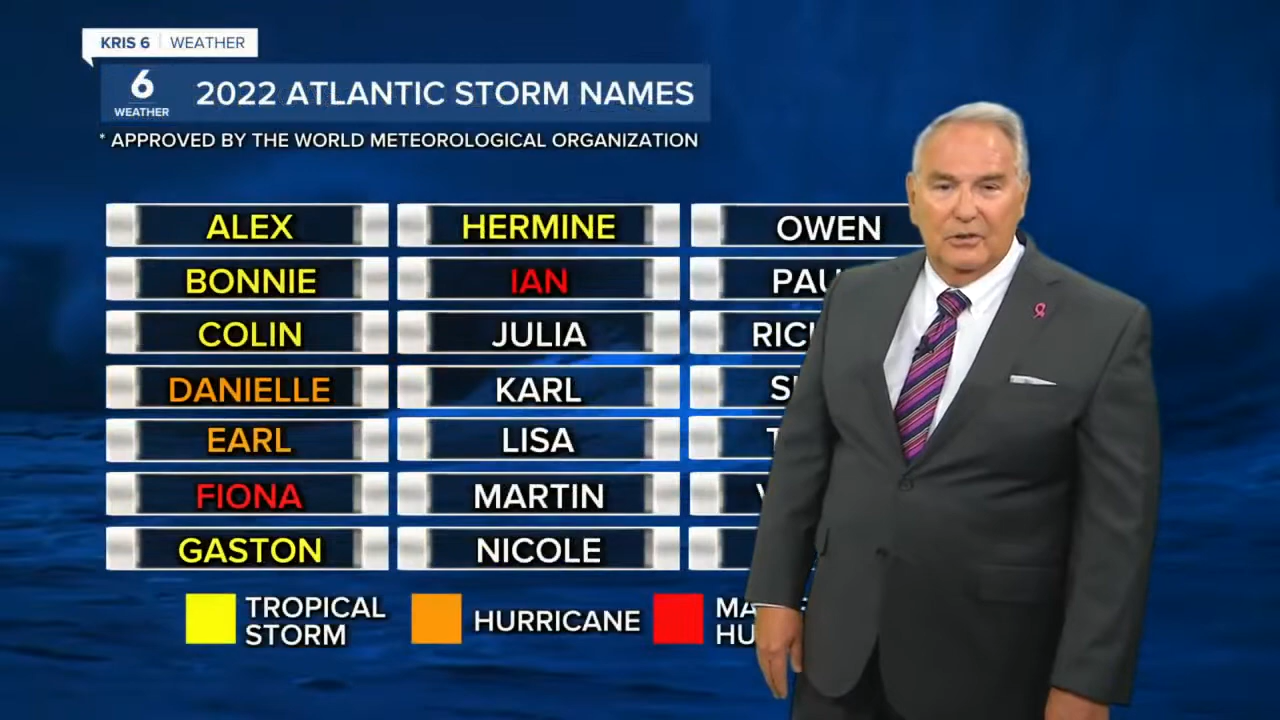 KRIS 6 | WEATHER
6
WEATHER
2022 ATLANTIC STORM NAMES
* APPROVED BY THE WORLD METEOROLOGICAL ORGANIZATION
ALEX
HERMINE
OWEN
BONNIE
IAN
COLIN
JULIA
DANIELLE
KARL
EARL
LISA
FIONA
MARTIN
GASTON
NICOLE
TROPICAL
STORM
HURRICANE